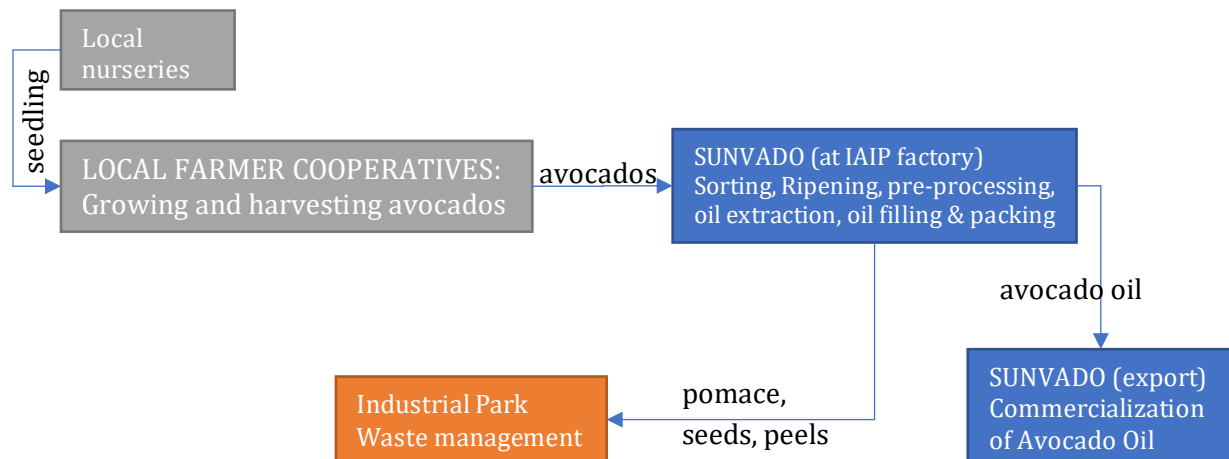 Local
nurseries
seedling
LOCAL FARMER COOPERATIVES:
Growing and harvesting avocados
avocados
SUNVADO (at IAIP factory)
Sorting, Ripening, pre-processing,
oil extraction, oil filling & packing
avocado oil
SUNVADO (export)
Commercialization
of Avocado Oil
pomace,
seeds, peels
Industrial Park
Waste management